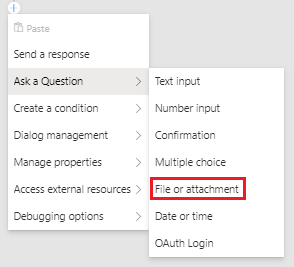 Paste
Send a response
Ask a Question
Create a condition
Dialog management
Manage properties
Access external resources
Debugging options
Text input
Number input
Confirmation
Multiple choice
File or attachment
Date or time
OAuth Login